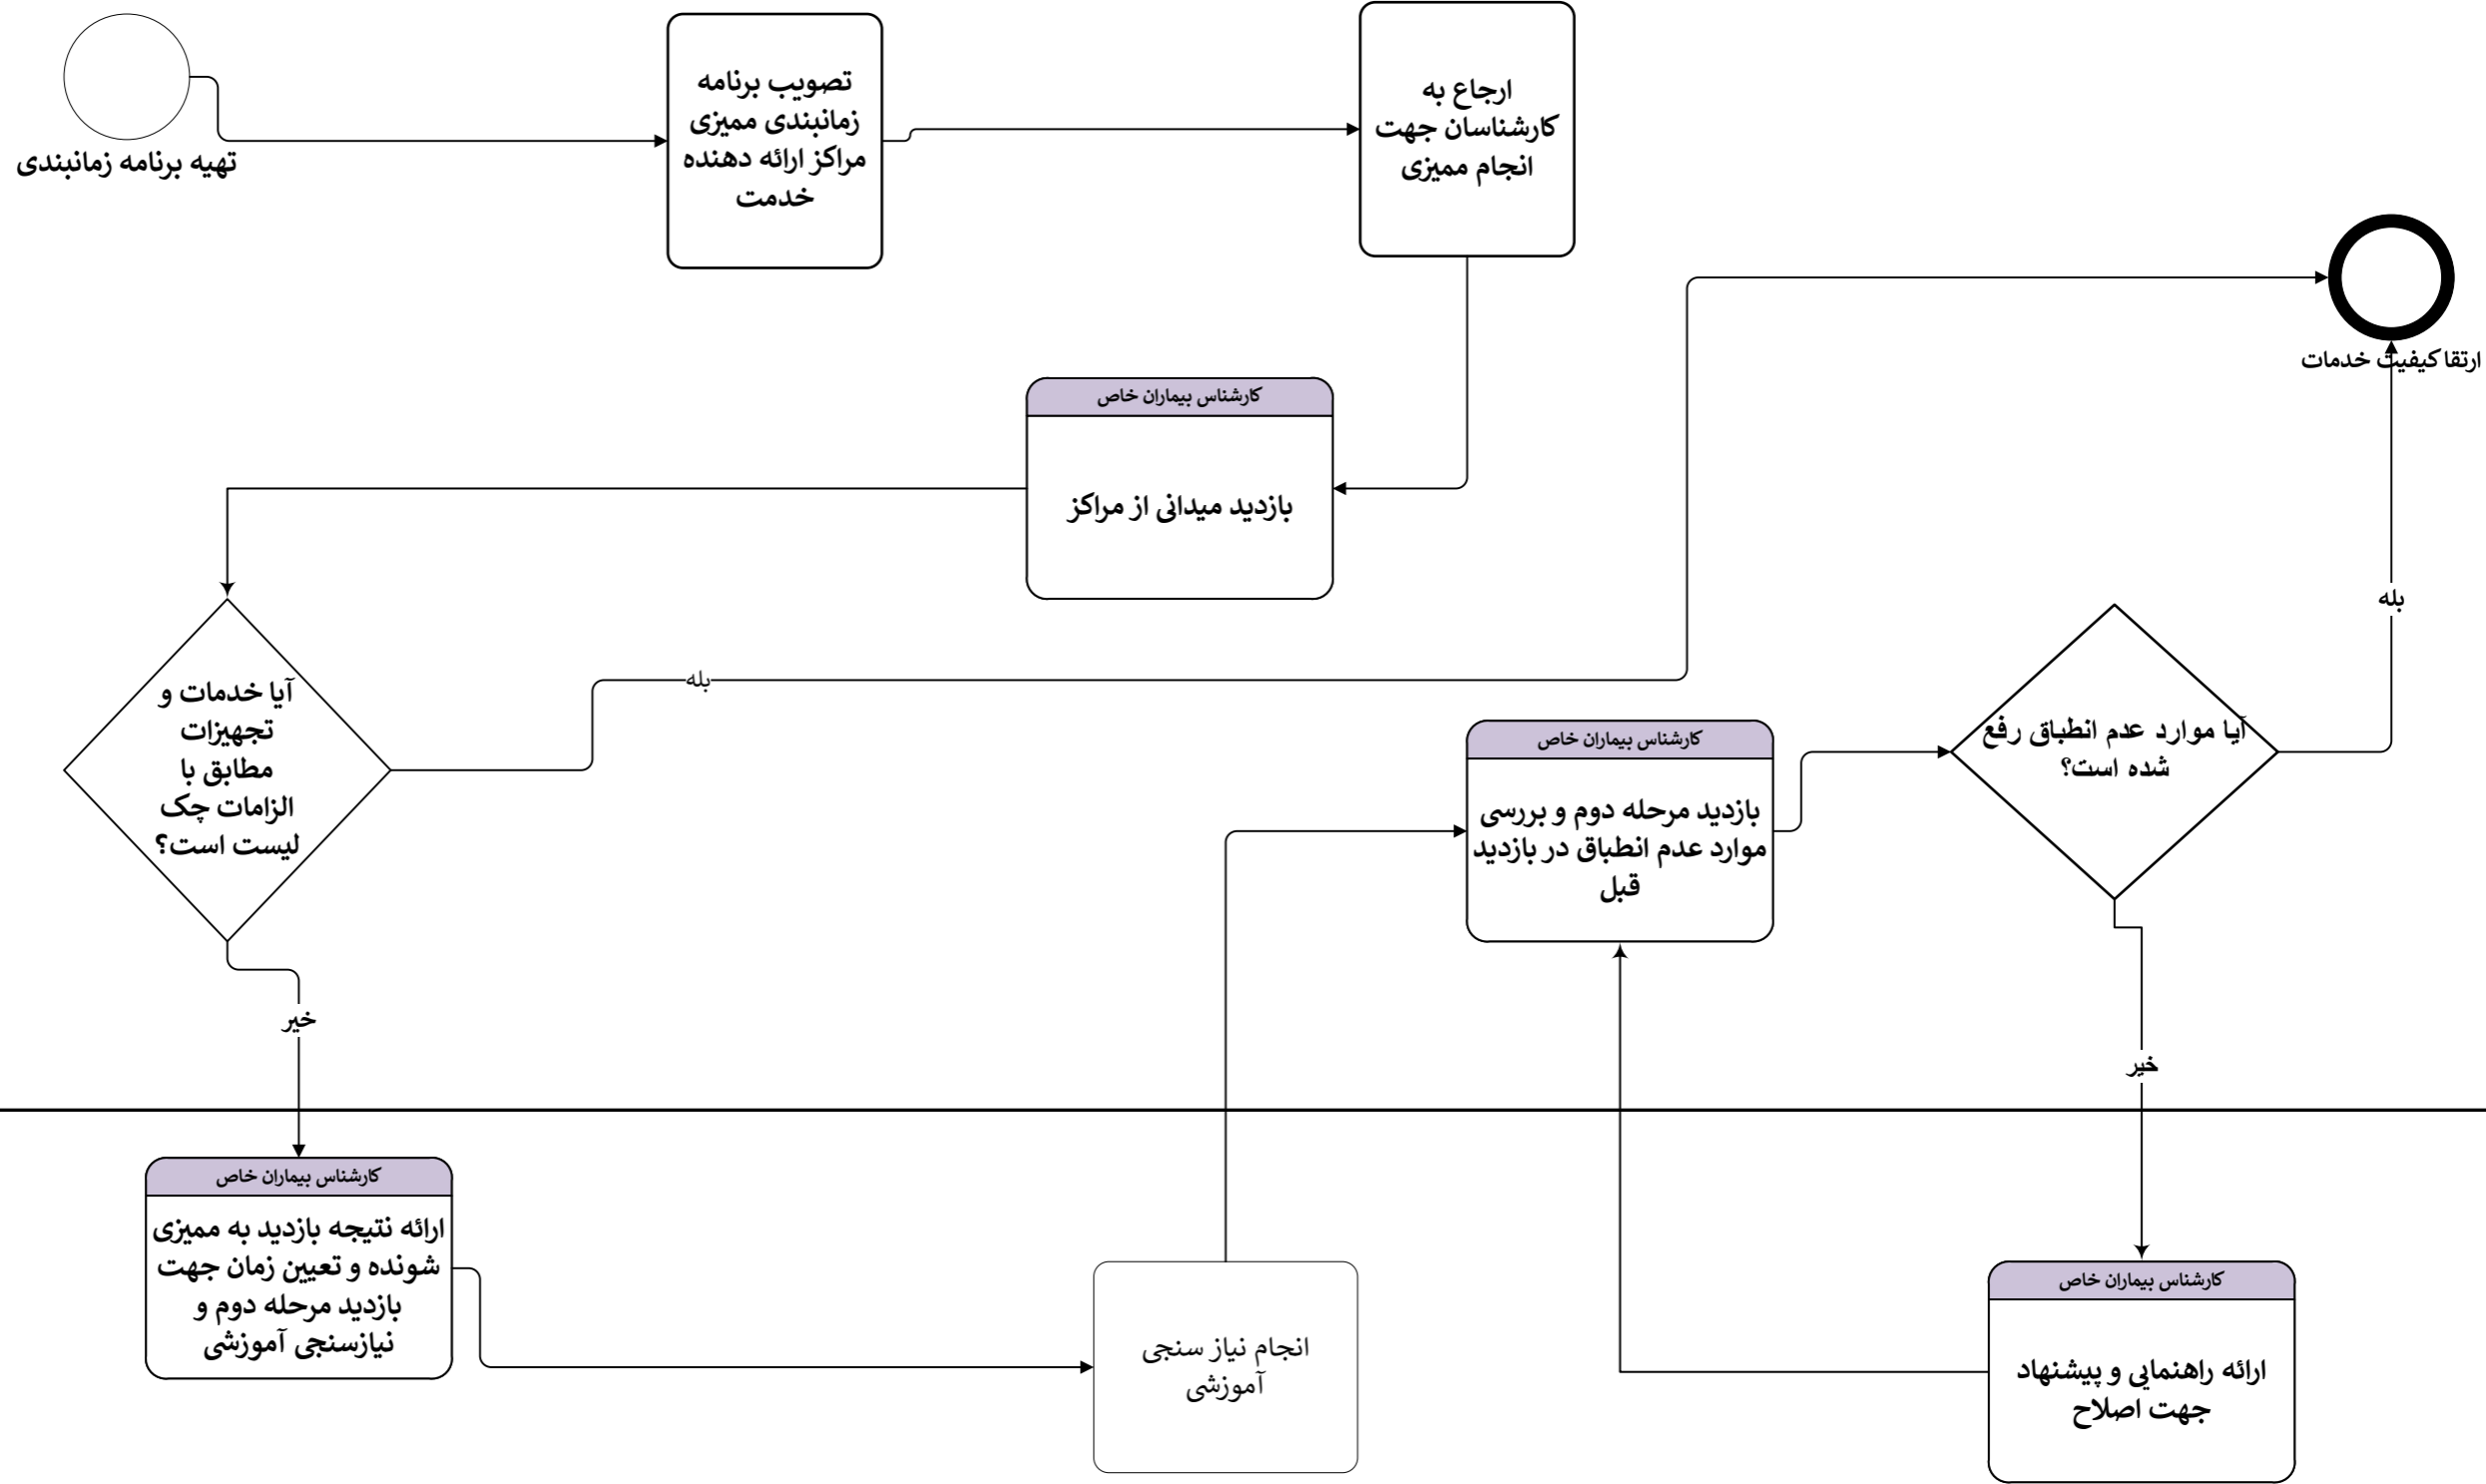 تهیه برنامه زمانبندی
تصویب برنامه
زمانبندی ممیزی
مراکز ارائه دهنده
خدمت
ارجاع به
کارشناسان جهت
انجام ممیزی
ارتقا کیفیت خدمات
کارشناس بیماران خاص
بازدید میدانی از مراکز
بله
آیا خدمات و
تجهیزات
مطابق با
الزامات چک
لیست است؟
بله
کارشناس بیماران خاص
بازدید مرحله دوم و بررسی
موارد عدم انطباق در بازدید
قبل
آیا موارد عدم انطباق رفع
شده است؟
خیر
خیر
کارشناس بیماران خاص
ارائه نتیجه بازدید به ممیزی
شونده و تعیین زمان جهت
بازدید مرحله دوم و
نیازسنجی آموزشی
انجام نیاز سنجی
آموزشی
کارشناس بیماران خاص
ارائه راهنمایی و پیشنهاد
جهت اصلاح